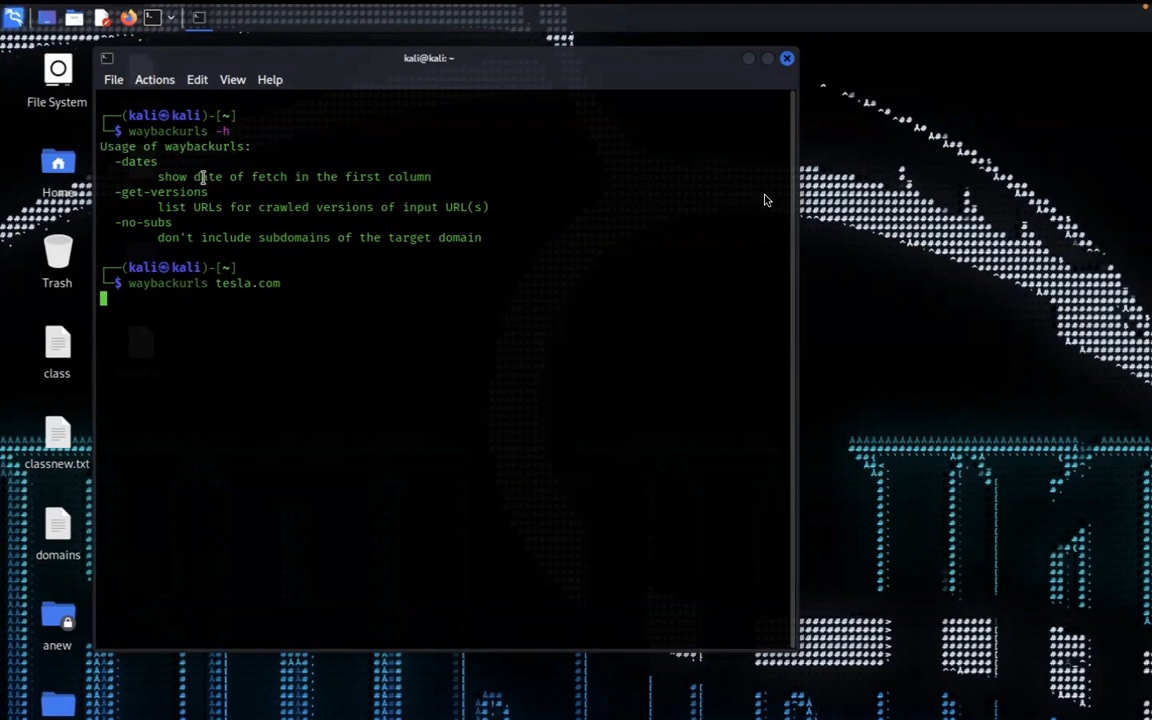 kali@kali: ~
File Actions Edit View Help
┌──(kali㉿kali)-[~]
└─$ waybackurls -h
Usage of waybackurls:
-dates
show date of fetch in the first column
-get-versions
list URLs for crawled versions of input URL(s)
-no-subs
don't include subdomains of the target domain
┌──(kali㉿kali)-[~]
└─$ waybackurls tesla.com
File System
Home
Trash
class
classnew.txt
domains
anew